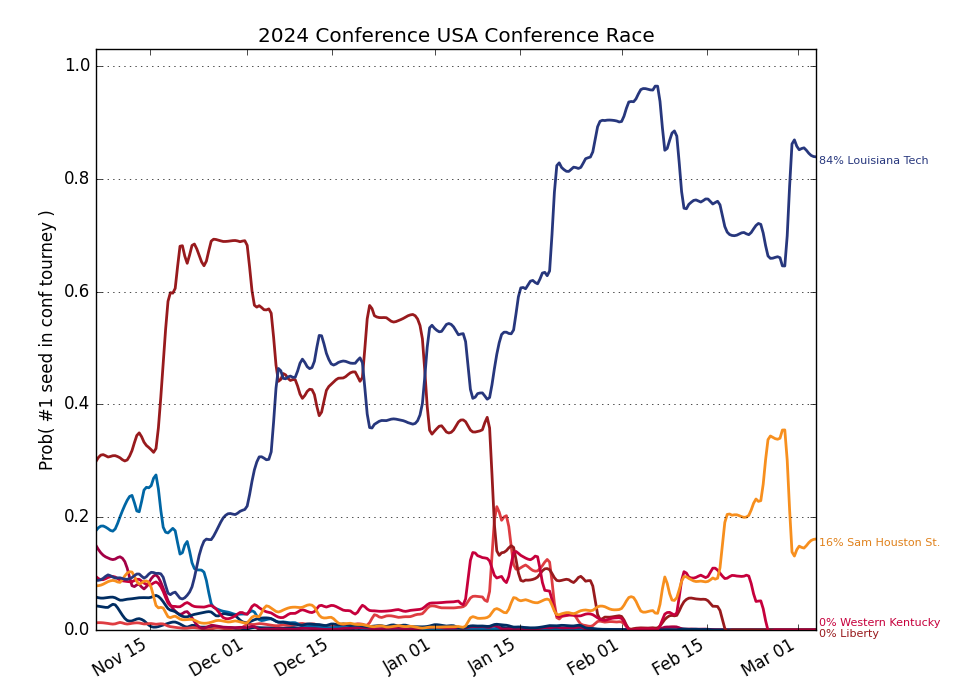 2024 Conference USA Conference Race
Prob( #1 seed in conf tourney )
1.0
0.8
0.6
0.4
0.2
0.0
Nov 15
Dec 01
Dec 15
Jan 01
Jan 15
Feb 01
Feb 15
Mar 01
84% Louisiana Tech
16% Sam Houston St.
0% Western Kentucky
0% Liberty